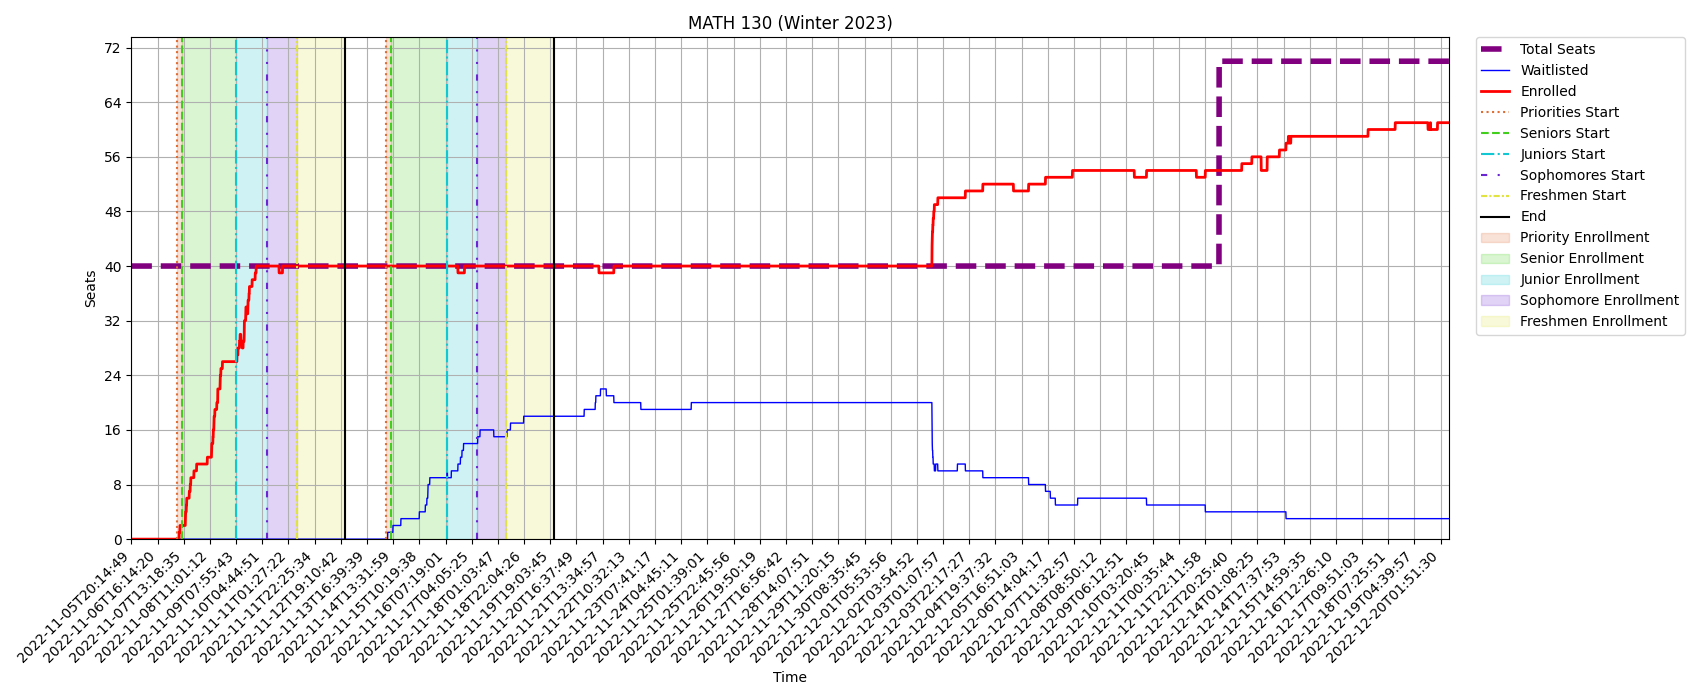 MATH 130 (Winter 2023)
72
64
56
48
40
32
24
16
8
0
Seats
2022-11-05T20:14:49
2022-11-06T16:14:20
2022-11-07T13:18:35
2022-11-08T11:01:12
2022-11-09T07:55:43
2022-11-10T04:44:51
2022-11-11T01:27:22
2022-11-11T22:25:34
2022-11-12T19:10:42
2022-11-13T16:39:39
2022-11-14T13:31:59
2022-11-15T10:19:38
2022-11-16T07:19:01
2022-11-17T04:05:25
2022-11-18T01:03:47
2022-11-18T22:04:26
2022-11-19T19:03:45
2022-11-20T16:37:49
2022-11-21T13:34:57
2022-11-22T10:32:13
2022-11-23T07:41:17
2022-11-24T04:45:11
2022-11-25T01:39:01
2022-11-25T22:45:56
2022-11-26T19:50:19
2022-11-27T16:56:42
2022-11-28T14:07:51
2022-11-29T11:20:15
2022-11-30T08:35:45
2022-12-01T05:53:56
2022-12-02T03:54:52
2022-12-03T01:07:57
2022-12-03T22:17:27
2022-12-04T19:37:32
2022-12-05T16:51:03
2022-12-06T14:04:17
2022-12-07T11:32:57
2022-12-08T08:50:12
2022-12-09T06:12:51
2022-12-10T03:20:45
2022-12-11T00:35:44
2022-12-11T22:11:58
2022-12-12T20:25:40
2022-12-14T01:08:25
2022-12-14T17:37:53
2022-12-15T14:59:35
2022-12-16T12:26:10
2022-12-17T09:51:03
2022-12-18T07:25:51
2022-12-19T04:39:57
2022-12-20T01:51:30
Time
Total Seats
Waitlisted
Enrolled
Priorities Start
Seniors Start
Juniors Start
Sophomores Start
Freshmen Start
End
Priority Enrollment
Senior Enrollment
Junior Enrollment
Sophomore Enrollment
Freshmen Enrollment